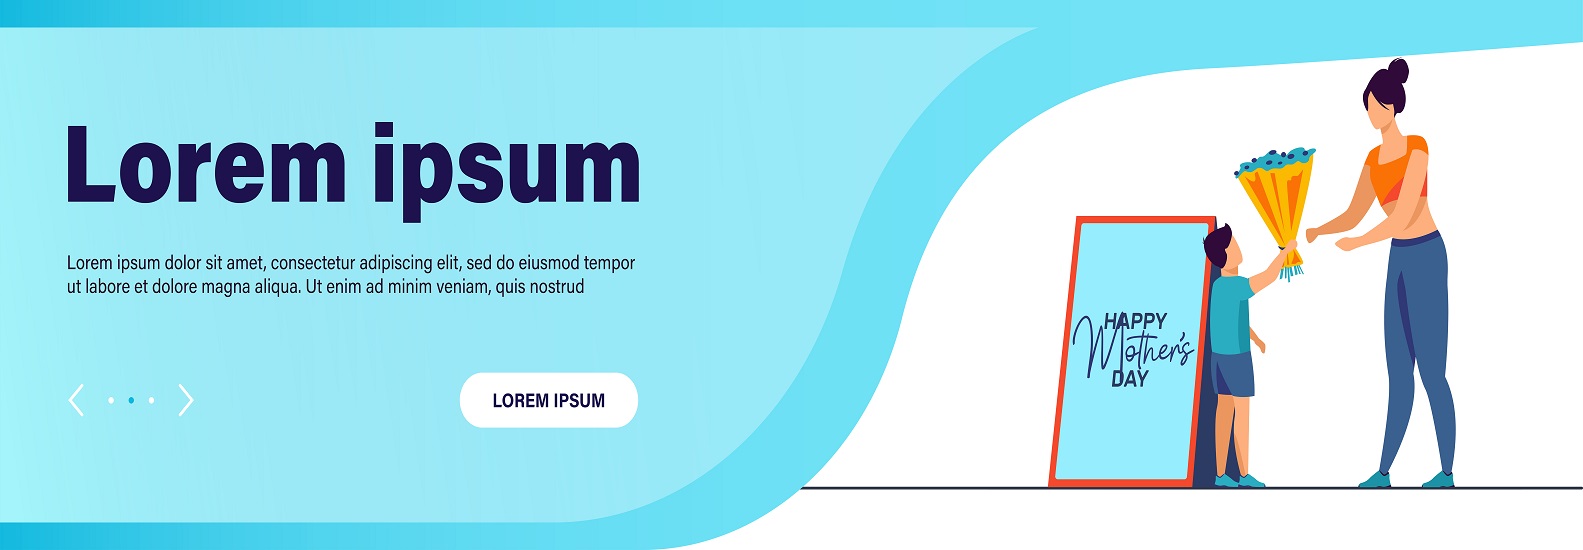 Lorem ipsum
Lorem ipsum dolor sit amet, consectetur adipiscing elit, sed do eiusmod tempor
ut labore et dolore magna aliqua. Ut enim ad minim veniam, quis nostrud
LOREM IPSUM
HAPPY
Mother's
DAY